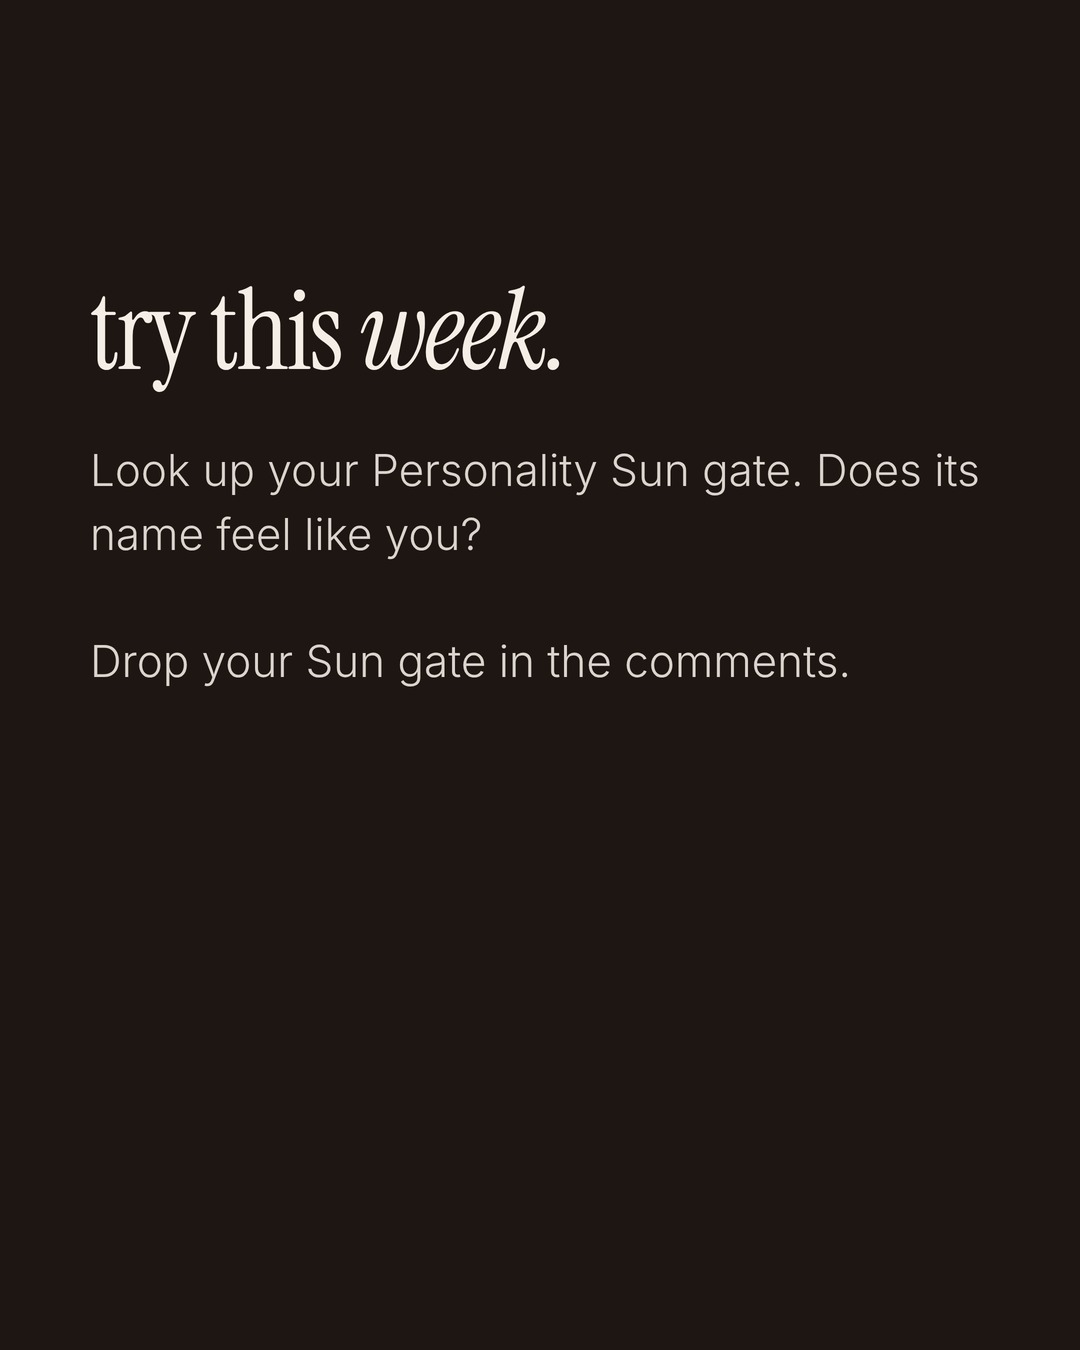 try this week.
Look up your Personality Sun gate. Does its
name feel like you?
Drop your Sun gate in the comments.